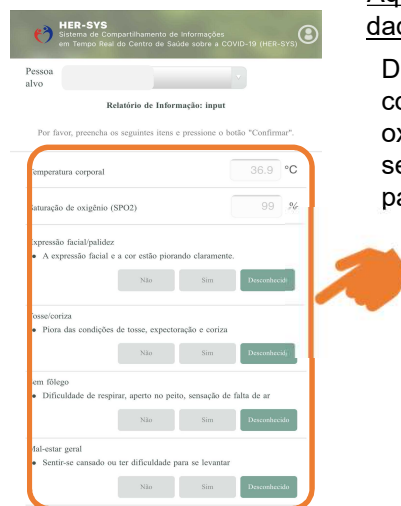 HER-SYS
Sistema de Compartilhamento de Informações
em Tempo Real do Centro de Saúde sobre a COVID-19 (HER-SYS)
Pessoa
alvo
Relatório de Informação: input
Por favor, preencha os seguintes itens e pressione o botão "Confirmar".
Temperatura corporal 36.9 °C
Saturação de oxigênio (SPO2) 99 %
Expressão facial/palidez
• A expressão facial e a cor estão piorando claramente.
Não Sim Desconhecido
Tosse/coriza
• Piora das condições de tosse, expectoração e coriza
Não Sim Desconhecido
Sem fôlego
• Dificuldade de respirar, aperto no peito, sensação de falta de ar
Não Sim Desconhecido
Mal-estar geral
• Sentir-se cansado ou ter dificuldade para se levantar
Não Sim Desconhecido